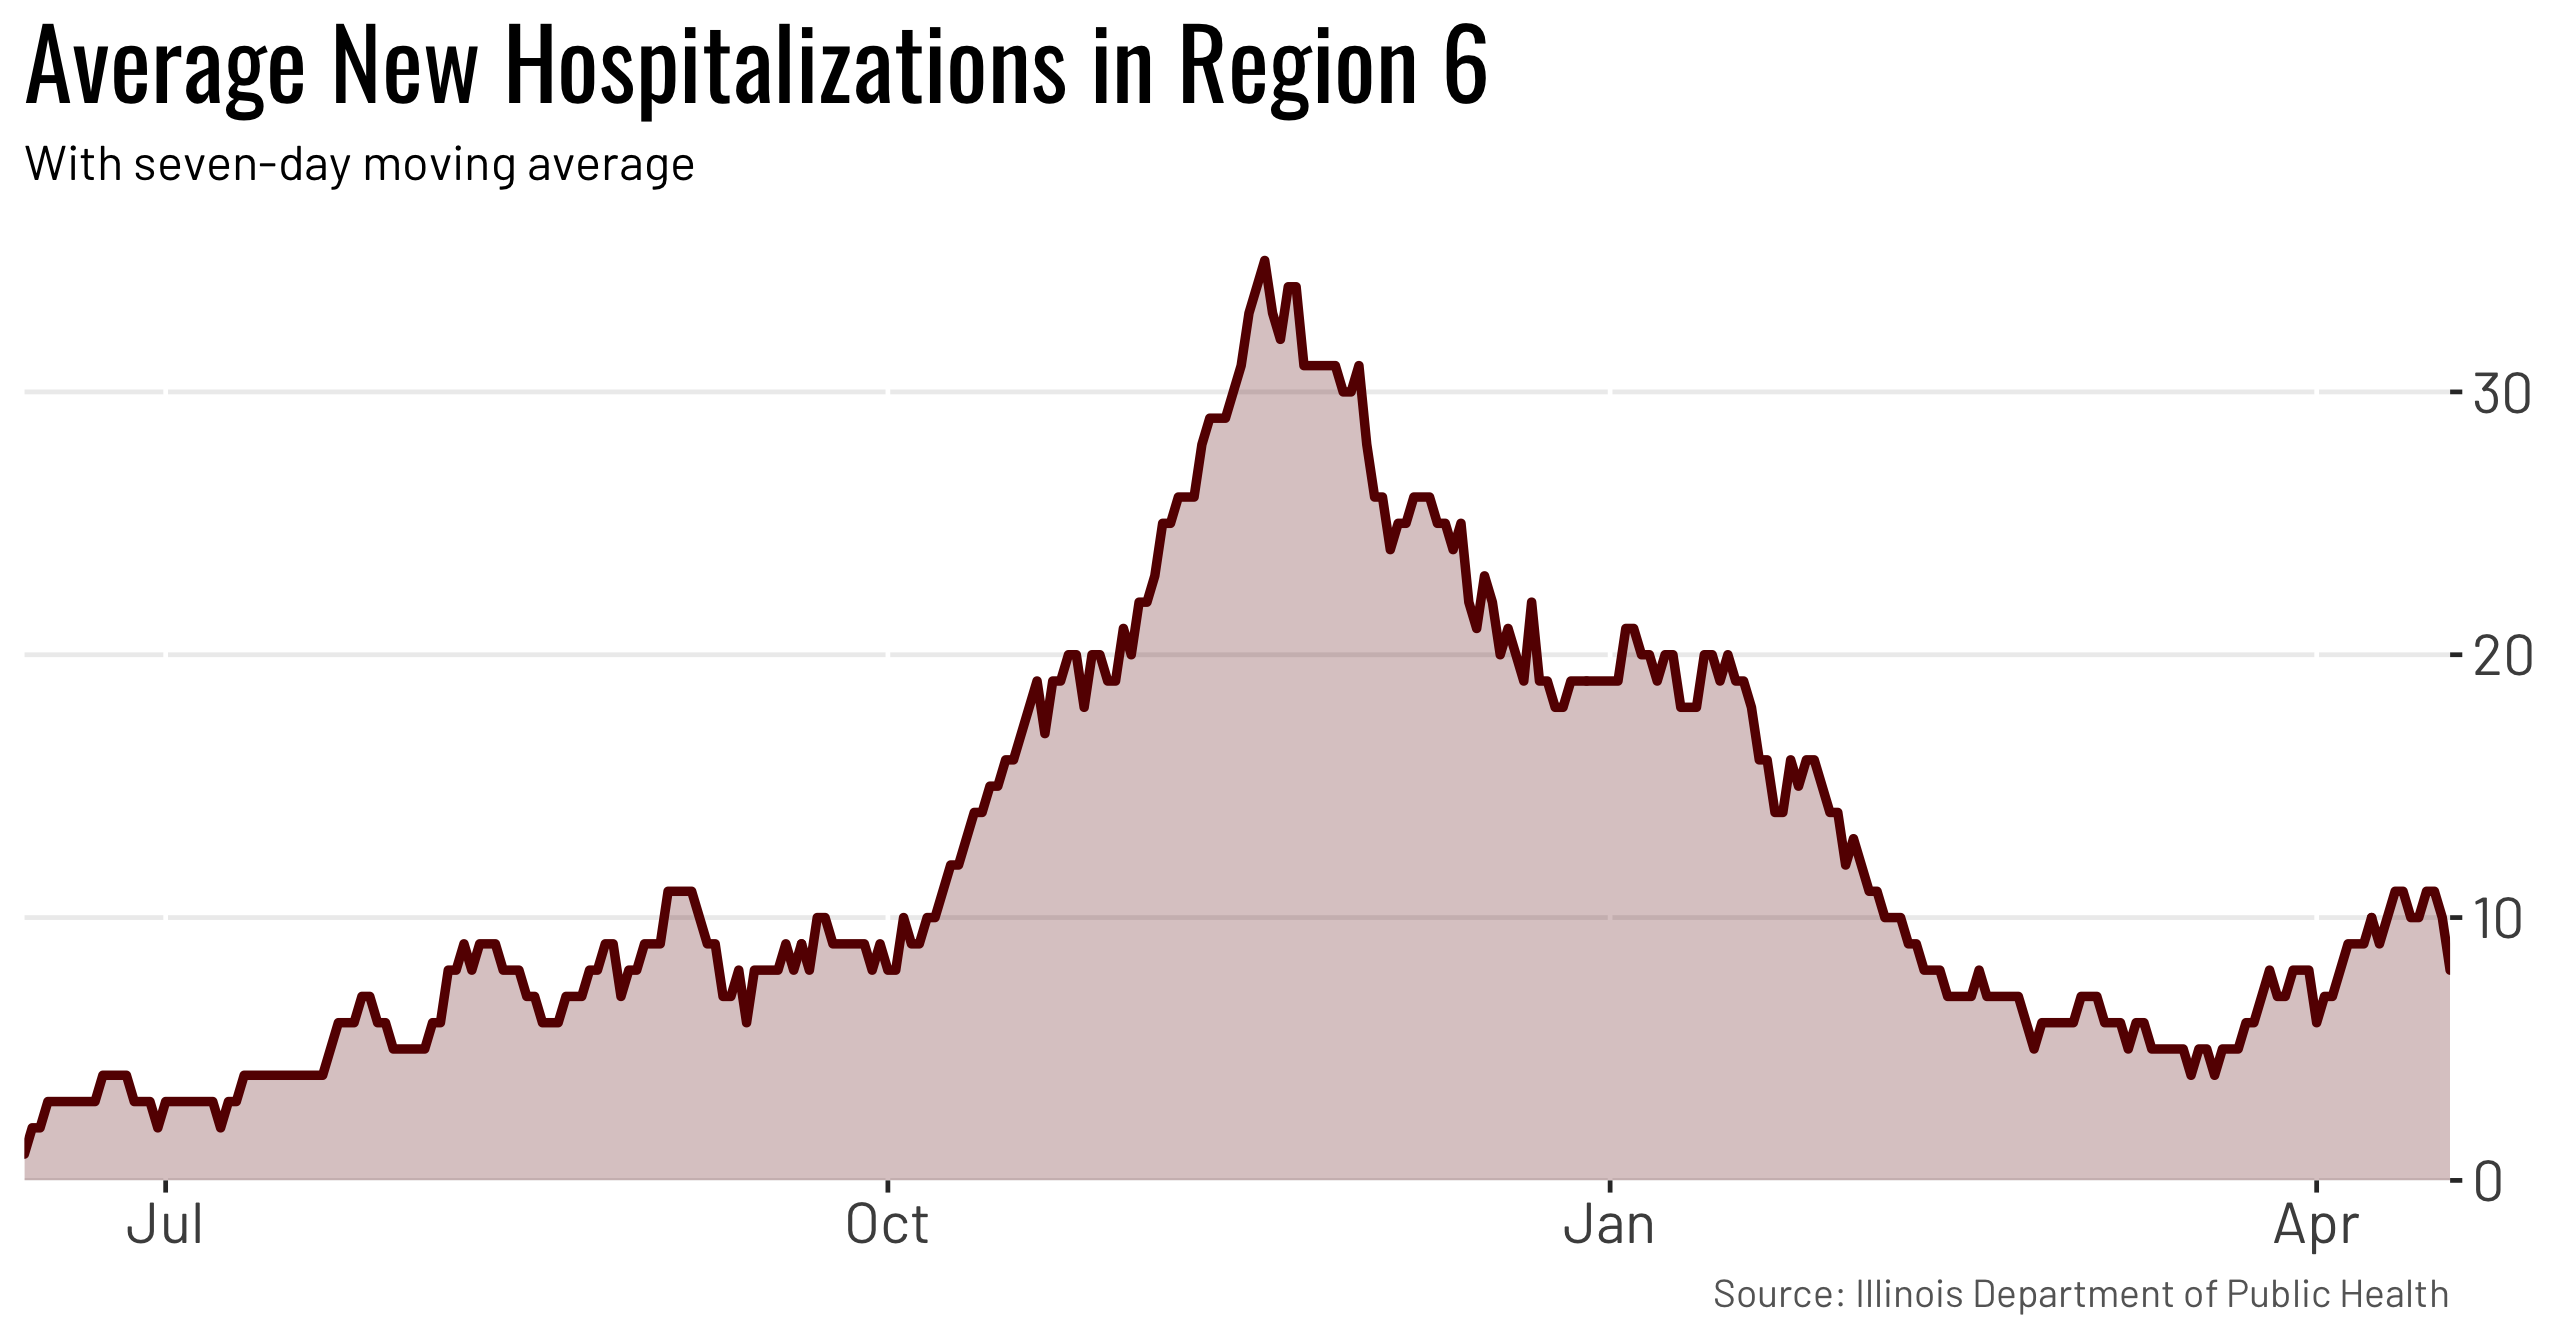 Average New Hospitalizations in Region 6
With seven-day moving average
30
20
10
0
Jul Oct Jan Apr
Source: Illinois Department of Public Health